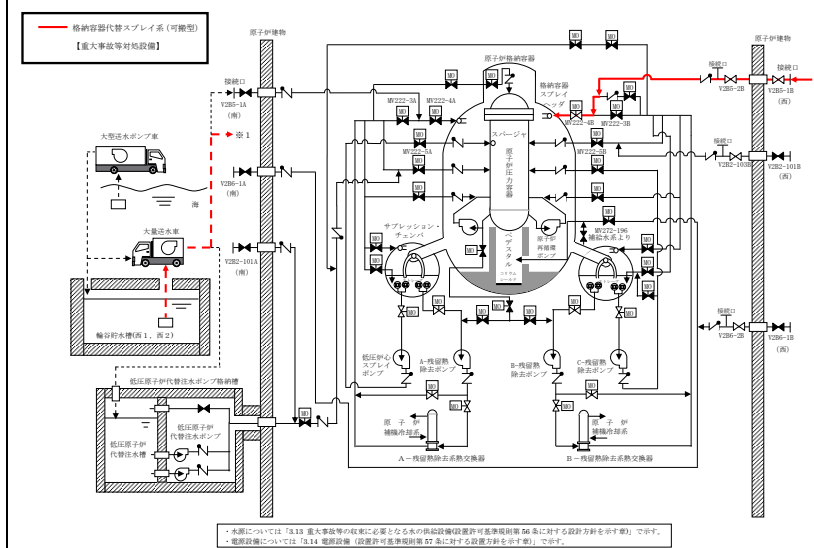 格納容器代替スプレイ系(可搬型)
【重大事故等対処設備】
原子炉建物
接続口
V2B5-1A
(南)
※1
大型送水ポンプ車
海
V2B6-1A
(南)
大量送水車
V2B2-101A
(南)
輪谷貯水槽(西1、西2)
低圧原子炉代替注水ポンプ格納槽
低圧原子炉
代替注水ポンプ
低圧原子炉
代替注水槽
MO
原子炉格納容器
格納容器
スプレイ
ヘッダ
MV222-3A
MV222-4A
MV222-5A
スパージャ
原子炉圧力容器
MV222-4B
MV222-3B
MV222-5B
MV272-196
補給水系より
サプレッション・
チェンバ
ペデスタル
原子炉
再循環
ポンプ
コリウム
シールド
低圧炉心
スプレイ
ポンプ
A-残留熱
除去ポンプ
B-残留熱
除去ポンプ
C-残留熱
除去ポンプ
原子炉
補機冷却系
原子炉
補機冷却系
A-残留熱除去系熱交換器
B-残留熱除去系熱交換器
原子炉建物
接続口
V2B5-2B
接続口
V2B5-1B
(西)
接続口
V2B2-103B
V2B2-101B
(西)
接続口
V2B6-2B
V2B6-1B
(西)
・水源については「3.13 重大事故等の収束に必要となる水の供給設備(設置許可基準規則第56条に対する設計方針を示す章)」で示す。
・電源設備については「3.14 電源設備(設置許可基準規則第57条に対する設置方針を示す章)」で示す。